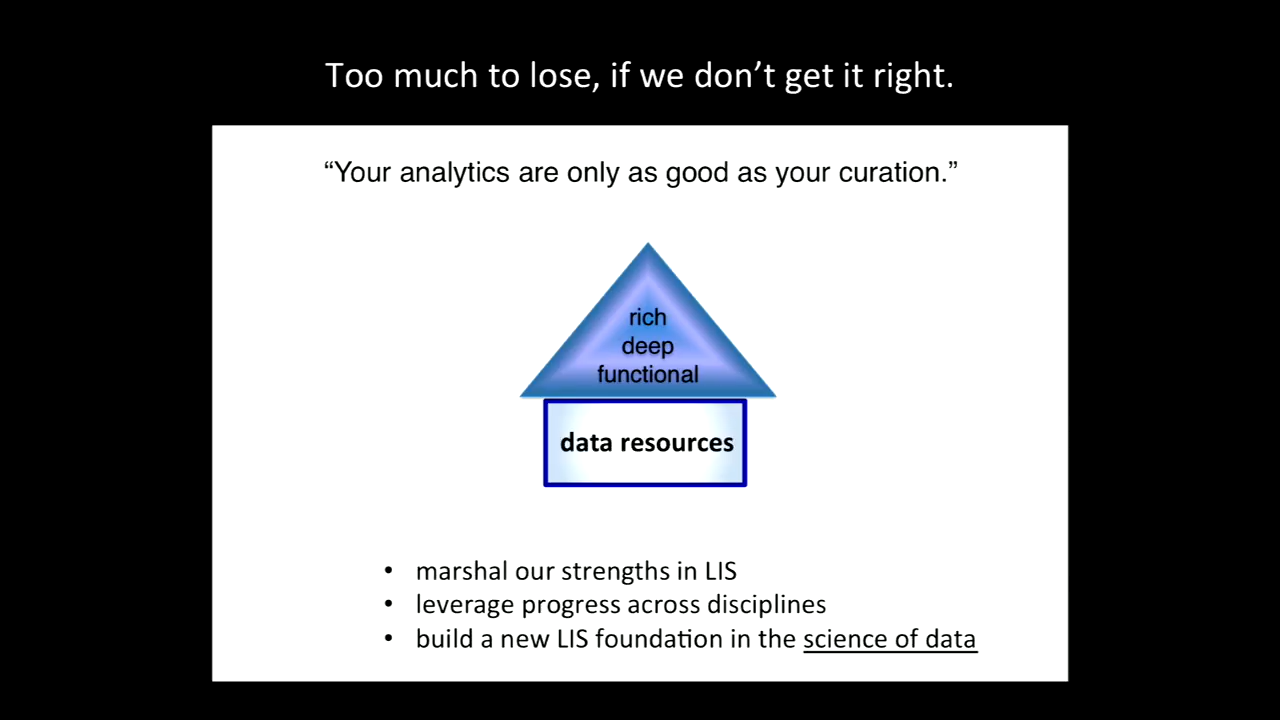 Too much to lose, if we don’t get it right.
“Your analytics are only as good as your curation.”
rich
deep
functional
data resources
• marshal our strengths in LIS
• leverage progress across disciplines
• build a new LIS foundation in the science of data